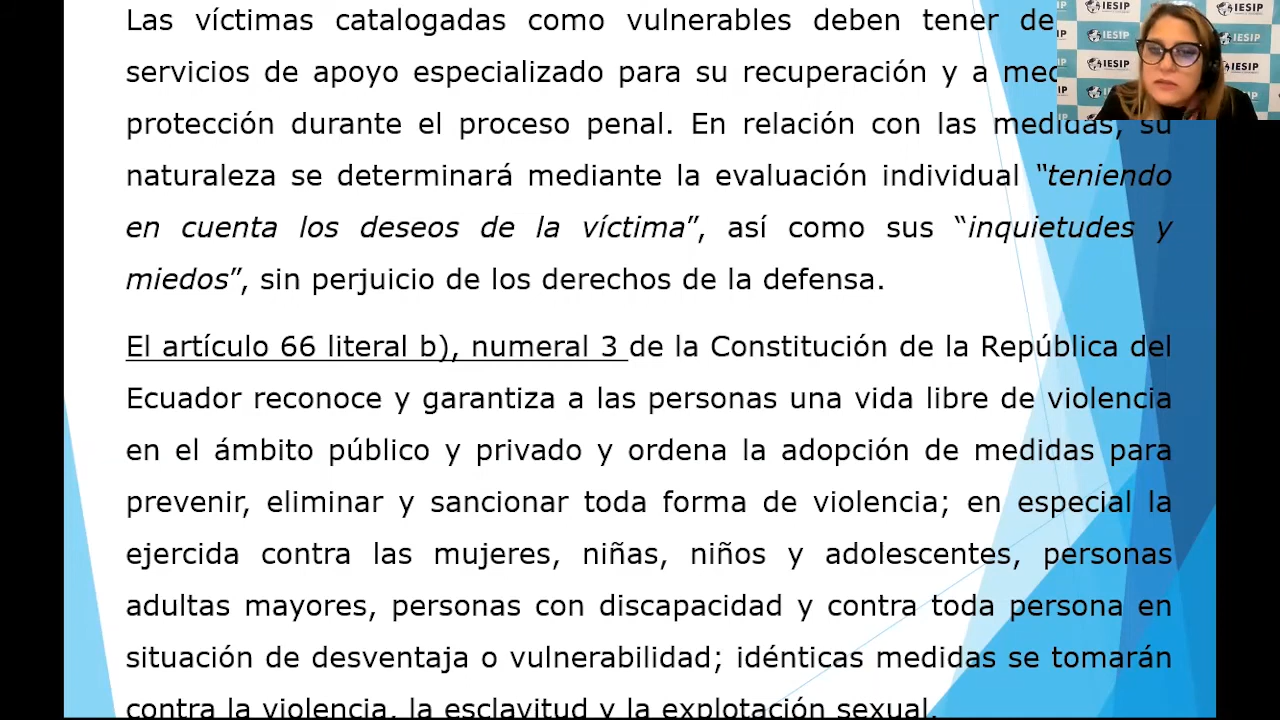 Las víctimas catalogadas como vulnerables deben tener
servicios de apoyo especializado para su recuperación y a
protección durante el proceso penal. En relación con las medidas, su
naturaleza se determinará mediante la evaluación individual “teniendo
en cuenta los deseos de la víctima”, así como sus “inquietudes y
miedos”, sin perjuicio de los derechos de la defensa.
El artículo 66 literal b), numeral 3 de la Constitución de la República del
Ecuador reconoce y garantiza a las personas una vida libre de violencia
en el ámbito público y privado y ordena la adopción de medidas para
prevenir, eliminar y sancionar toda forma de violencia; en especial la
ejercida contra las mujeres, niñas, niños y adolescentes, personas
adultas mayores, personas con discapacidad y contra toda persona en
situación de desventaja o vulnerabilidad; idénticas medidas se tomarán
contra la violencia, la esclavitud y la explotación sexual.
IESIP
IESIP
IESIP
IESIP
IESIP
IESIP
IESIP